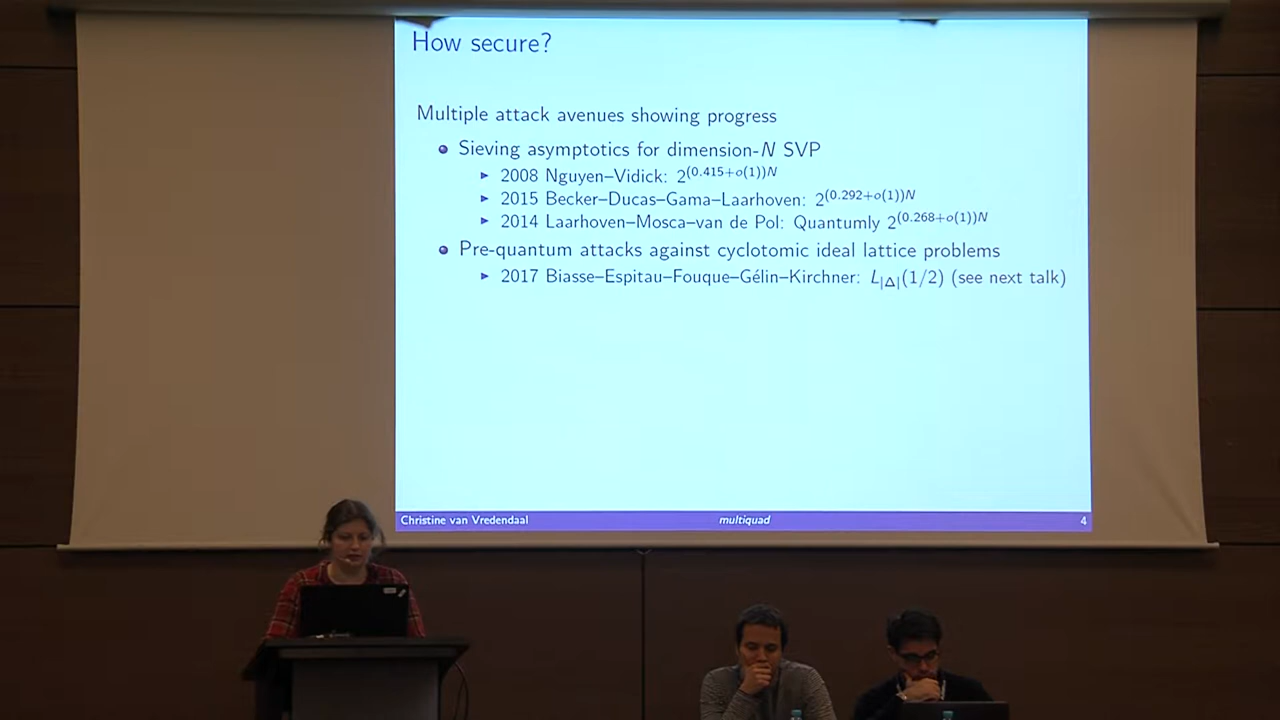 How secure?
Multiple attack avenues showing progress
Sieving asymptotics for dimension-N SVP
2008 Nguyen–Vidick: 2^(0.415+o(1))N
2015 Becker–Ducas–Gama–Laarhoven: 2^(0.292+o(1))N
2014 Laarhoven–Mosca–van de Pol: Quantumly 2^(0.268+o(1))N
Pre-quantum attacks against cyclotomic ideal lattice problems
2017 Biasse–Espitau–Fouque–Gélin–Kirchner: L_|Δ|(1/2) (see next talk)
Christine van Vredendaal multiquad 4